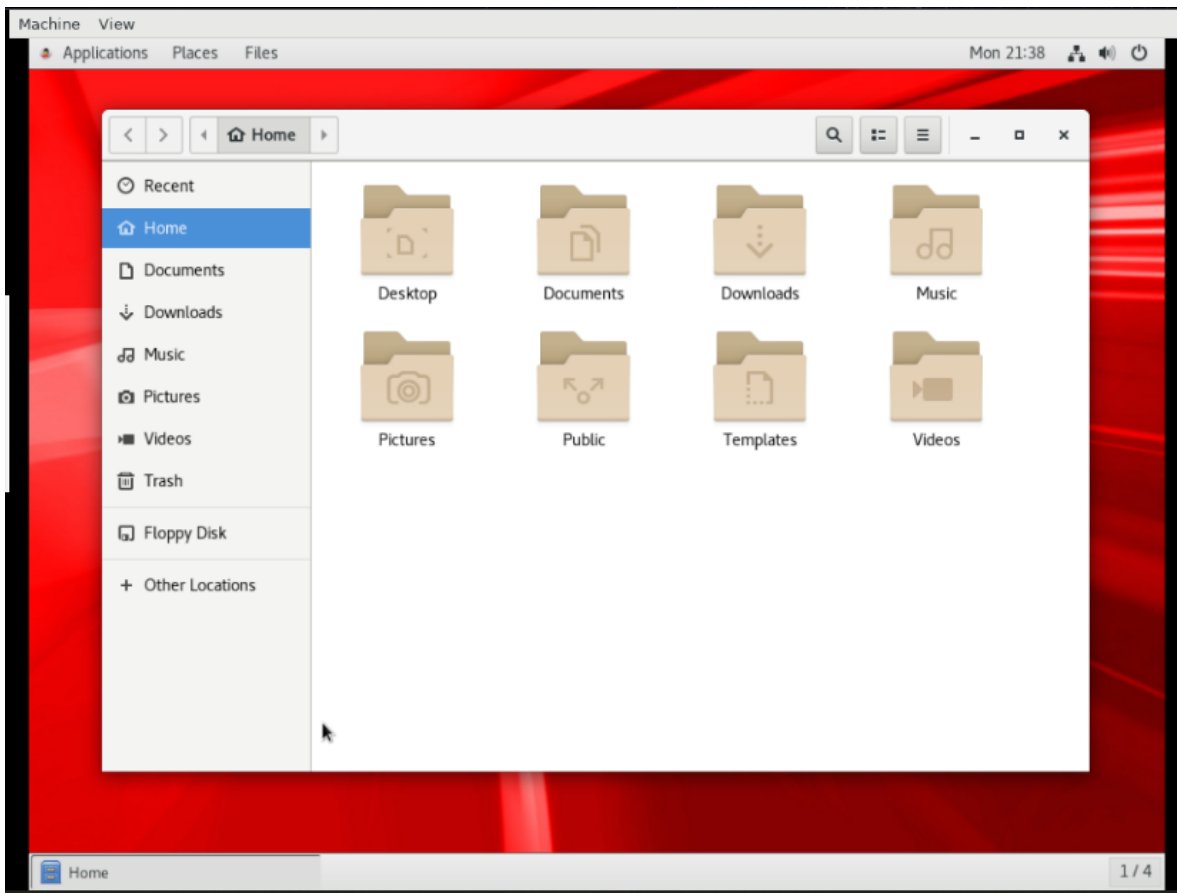 Machine View
Applications Places Files Mon 21:38
Home
Recent
Home
Documents
Downloads
Music
Pictures
Videos
Trash
Floppy Disk
+ Other Locations
Desktop Documents Downloads Music
Pictures Public Templates Videos
Home 1 / 4